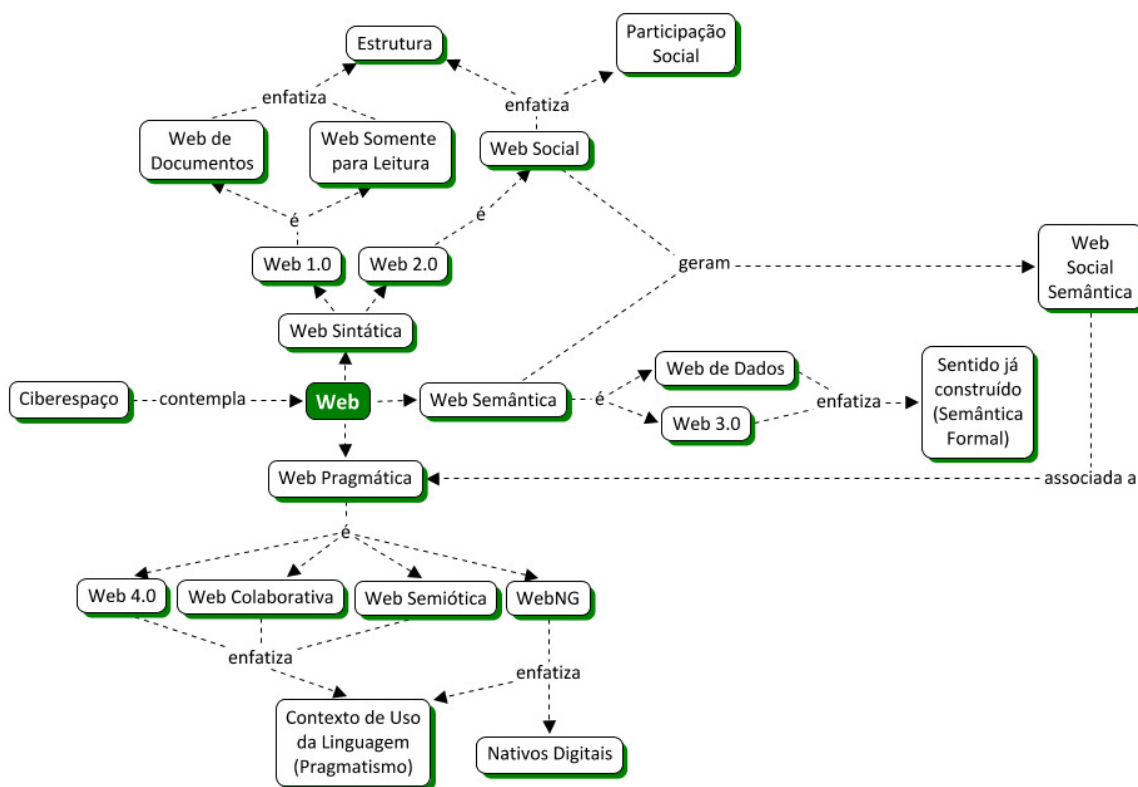 Estrutura
Participação
Social
enfatiza
enfatiza
Web de
Documentos
Web Somente
para Leitura
Web Social
é
é
Web 1.0
Web 2.0
geram
Web
Social
Semântica
Web Sintática
Ciberespaço
contempla
Web
Web Semântica
é
Web de Dados
Web 3.0
enfatiza
Sentido já
construído
(Semântica
Formal)
Web Pragmática
associada a
é
Web 4.0
Web Colaborativa
Web Semiótica
WebNG
enfatiza
enfatiza
Contexto de Uso
da Linguagem
(Pragmatismo)
Nativos Digitais